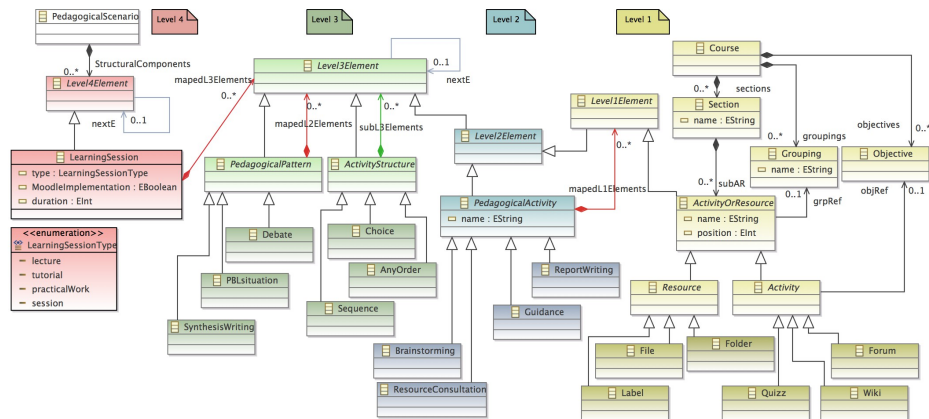 PedagogicalScenario
Level 4
Level 3
Level 2
Level 1
StructuralComponents
0..*
Level4Element
nextE
0..1
LearningSession
type : LearningSessionType
MoodleImplementation : EBoolean
duration : EInt
<<enumeration>>
LearningSessionType
lecture
tutorial
practicalWork
session
mapedL3Elements
0..*
Level3Element
0..1
nextE
0..*
mapedL2Elements
0..*
subL3Elements
PedagogicalPattern
ActivityStructure
Debate
Choice
PBLsituation
AnyOrder
SynthesisWriting
Sequence
Level2Element
Level1Element
0..*
mapedL1Elements
PedagogicalActivity
name : EString
ReportWriting
Guidance
Brainstorming
ResourceConsultation
Course
0..*
sections
Section
name : EString
0..*
groupings
objectives
0..*
Grouping
name : EString
Objective
subAR
0..*
0..1
grpRef
objRef
0..1
ActivityOrResource
name : EString
position : EInt
Resource
Activity
File
Folder
Forum
Label
Quizz
Wiki